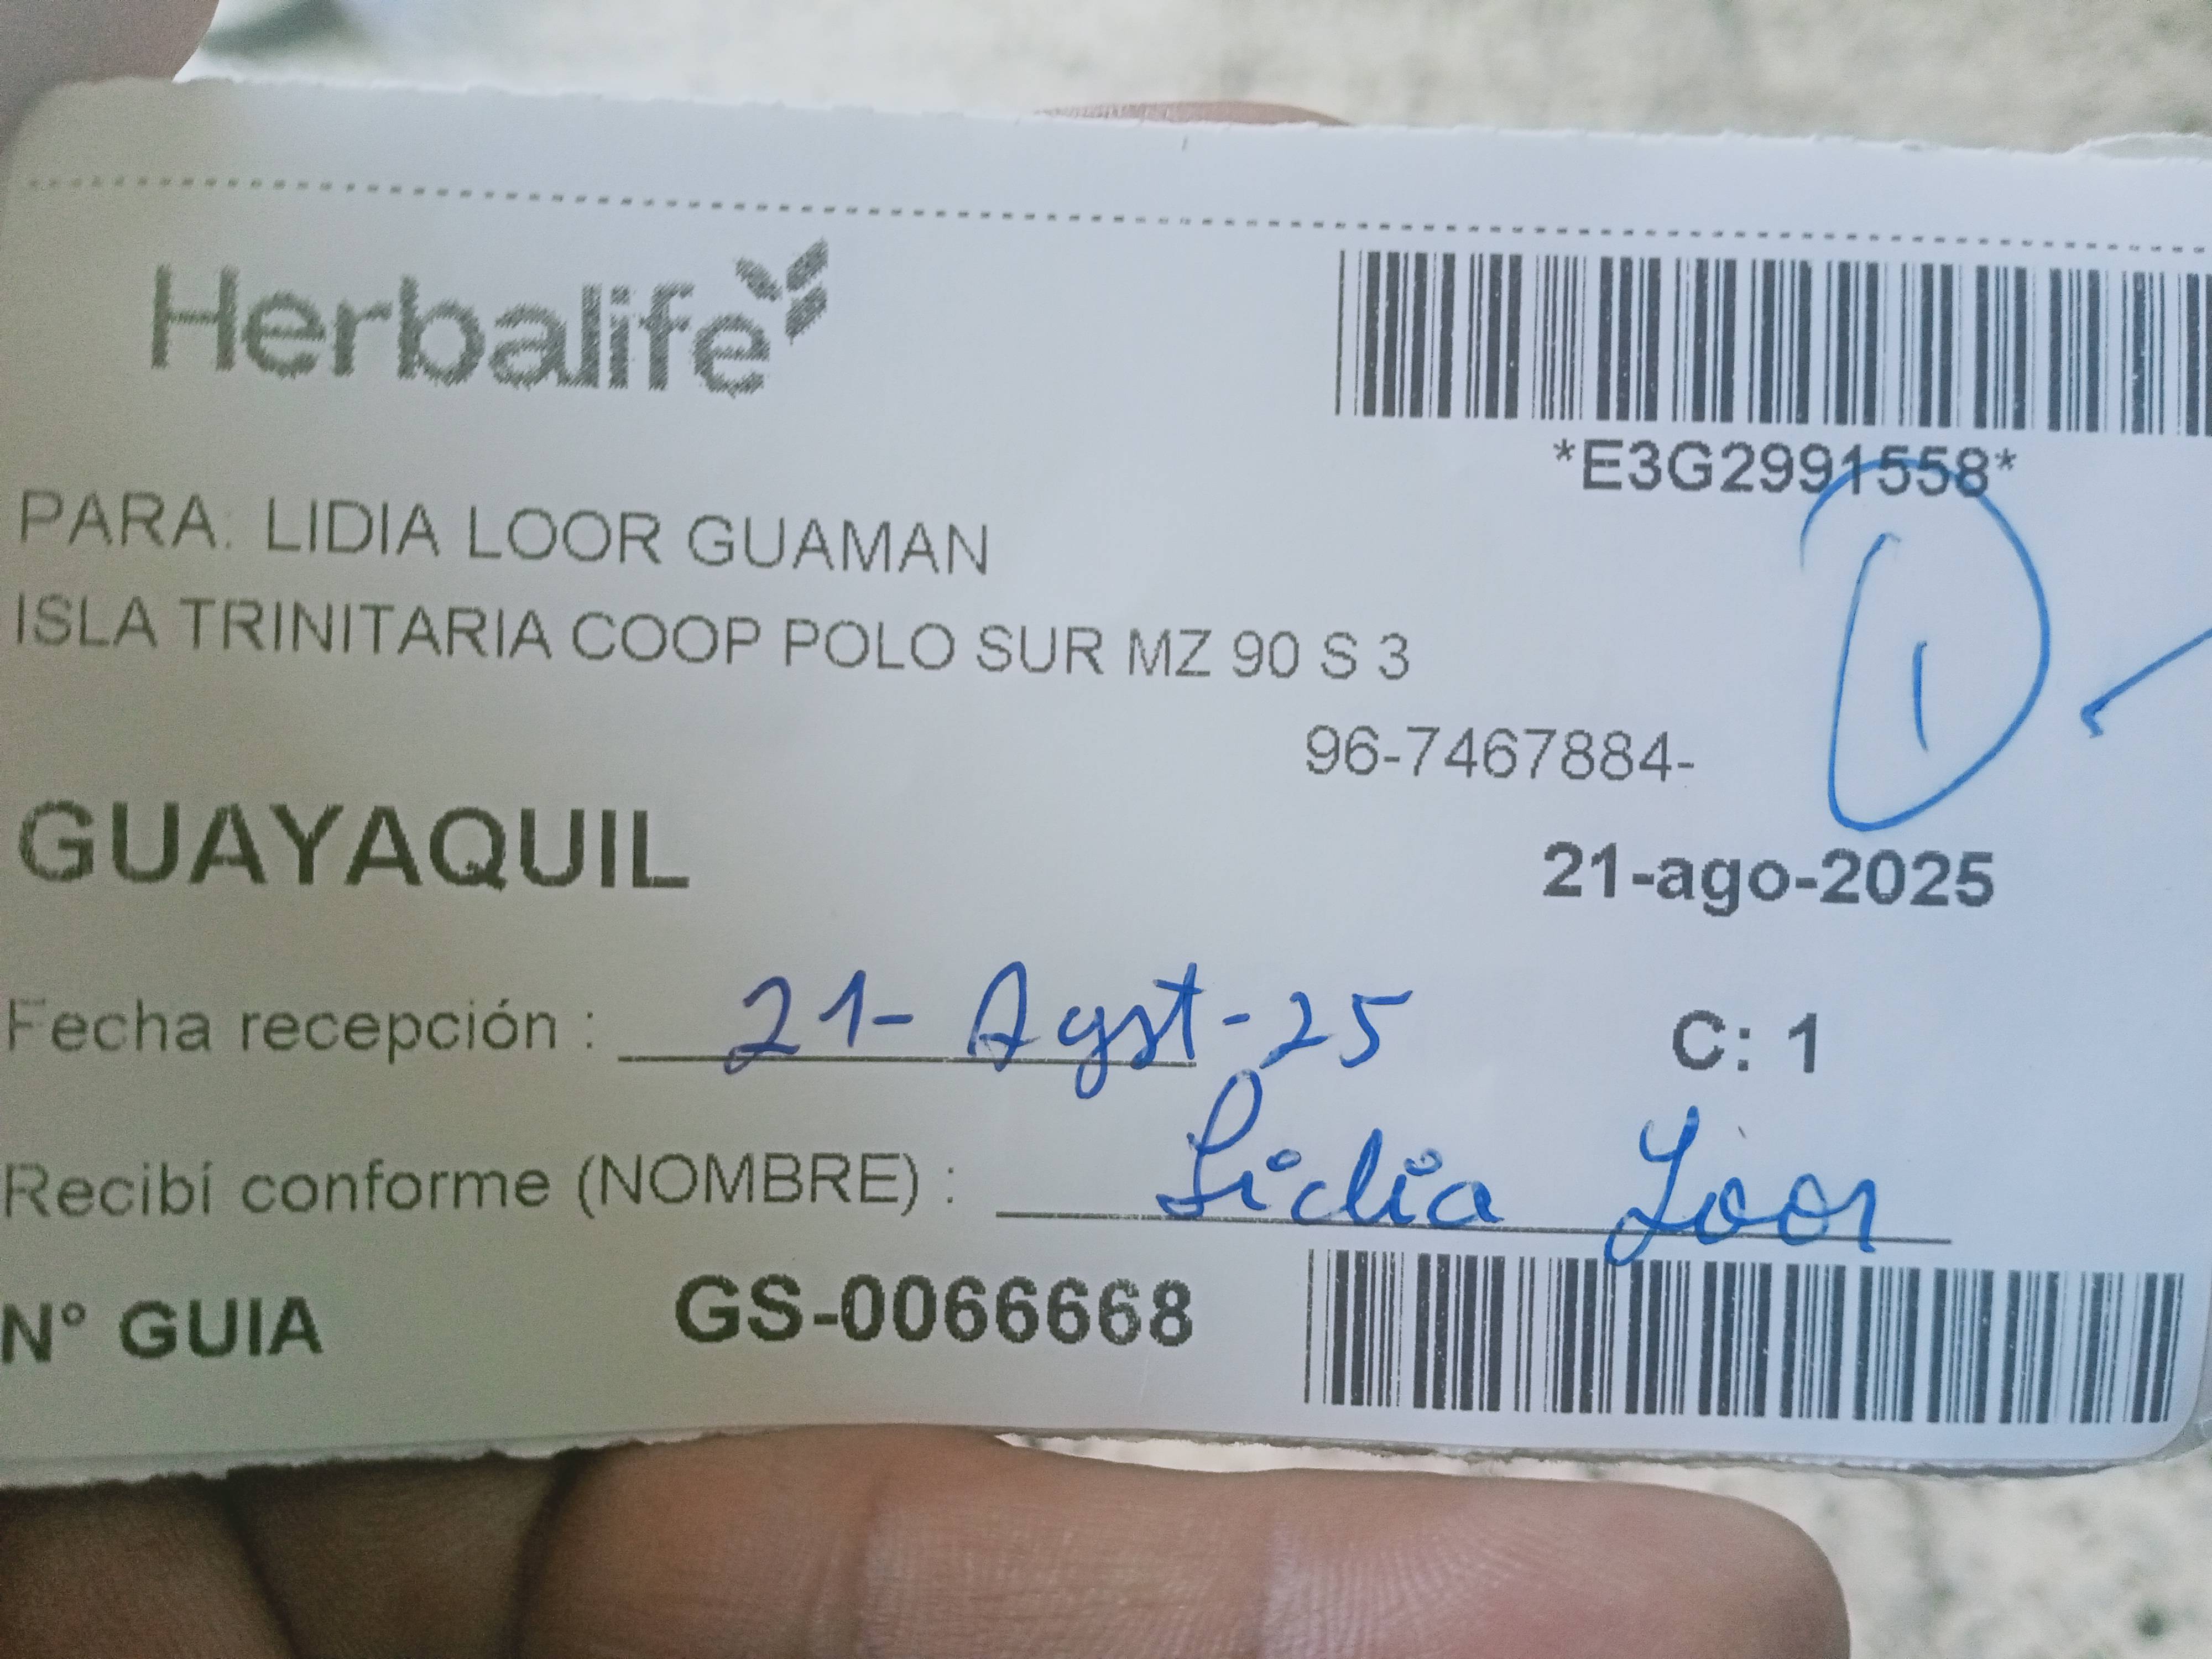 Herbalife
*E3G2991558*
PARA: LIDIA LOOR GUAMAN
1
ISLA TRINITARIA COOP POLO SUR MZ 90 S 3
96-7467884-
GUAYAQUIL
21-ago-2025
Fecha recepción : 21- Agst-25
C: 1
Recibí conforme (NOMBRE) : Lidia Loor
N° GUIA GS-0066668